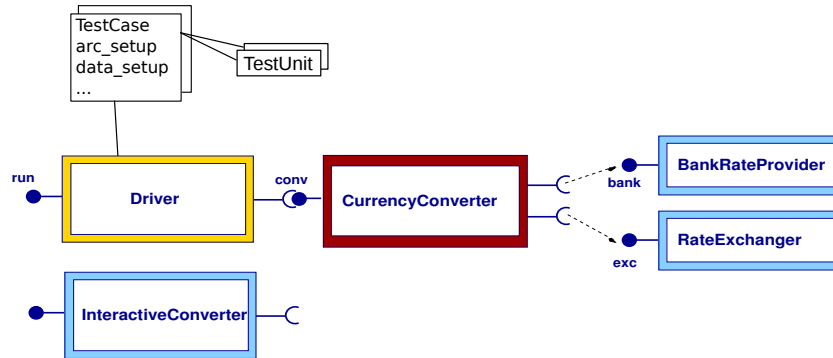 TestCase
arc_setup
data_setup
...
TestUnit
run
Driver
conv
CurrencyConverter
bank
BankRateProvider
exc
RateExchanger
InteractiveConverter